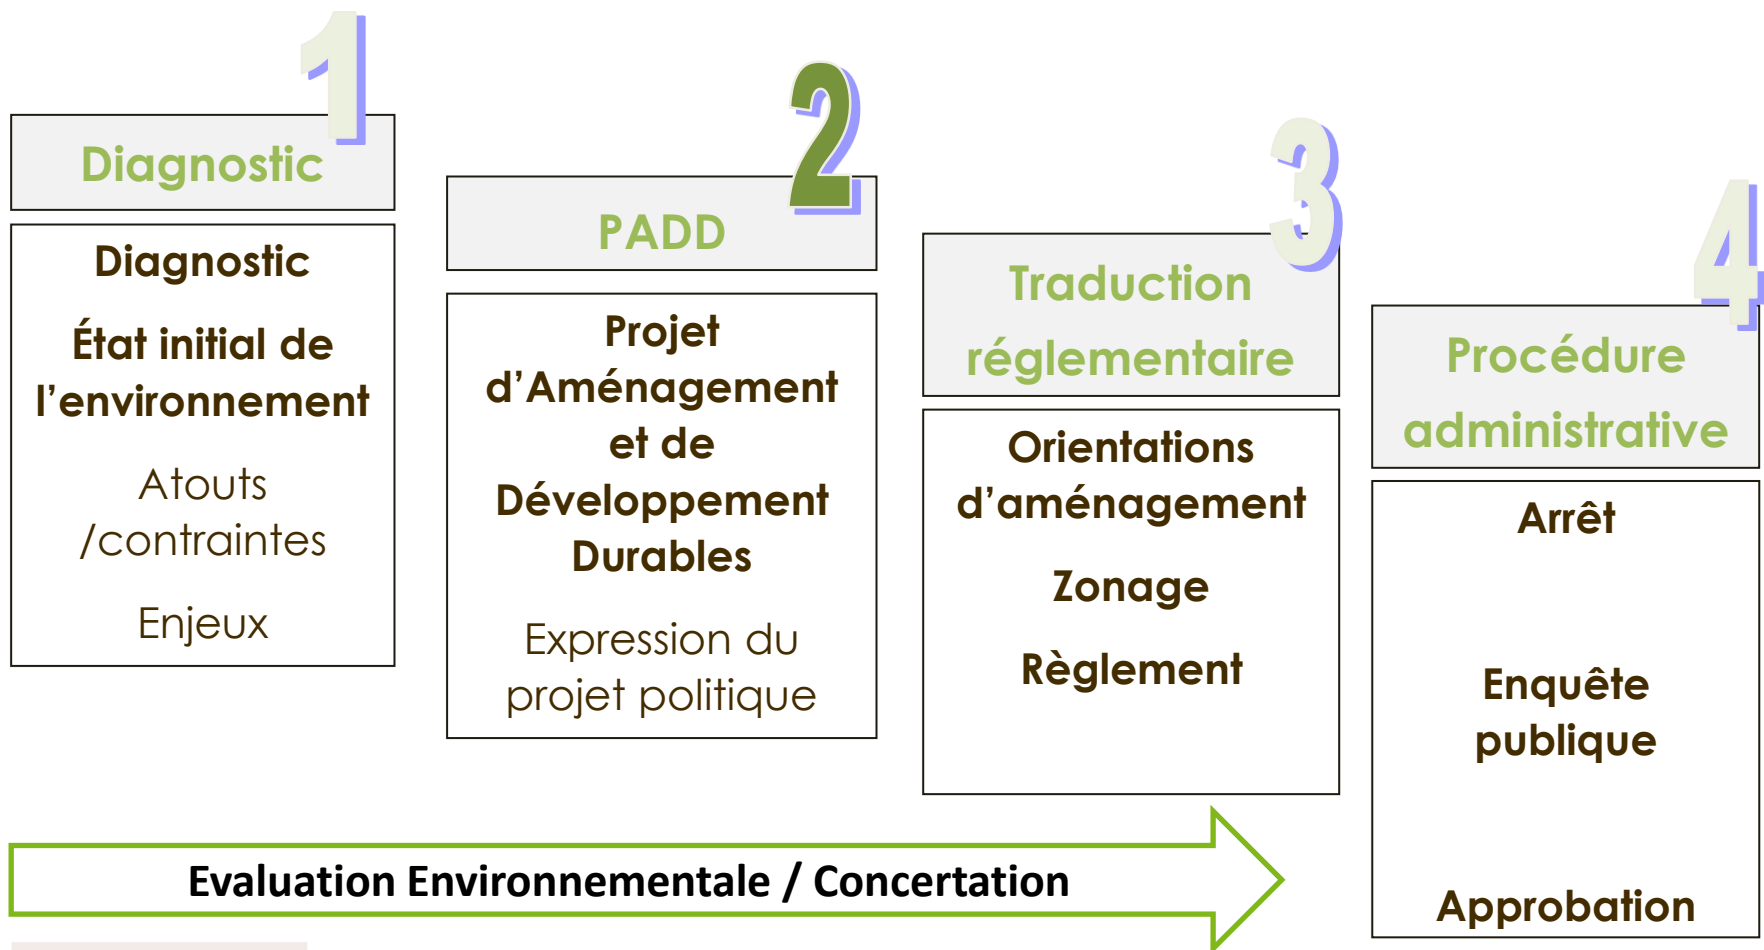 1
Diagnostic
Diagnostic
État initial de
l’environnement
Atouts
/contraintes
Enjeux
2
PADD
Projet
d’Aménagement
et de
Développement
Durables
Expression du
projet politique
3
Traduction
réglementaire
Orientations
d’aménagement
Zonage
Règlement
4
Procédure
administrative
Arrêt
Enquête
publique
Approbation
Evaluation Environnementale / Concertation